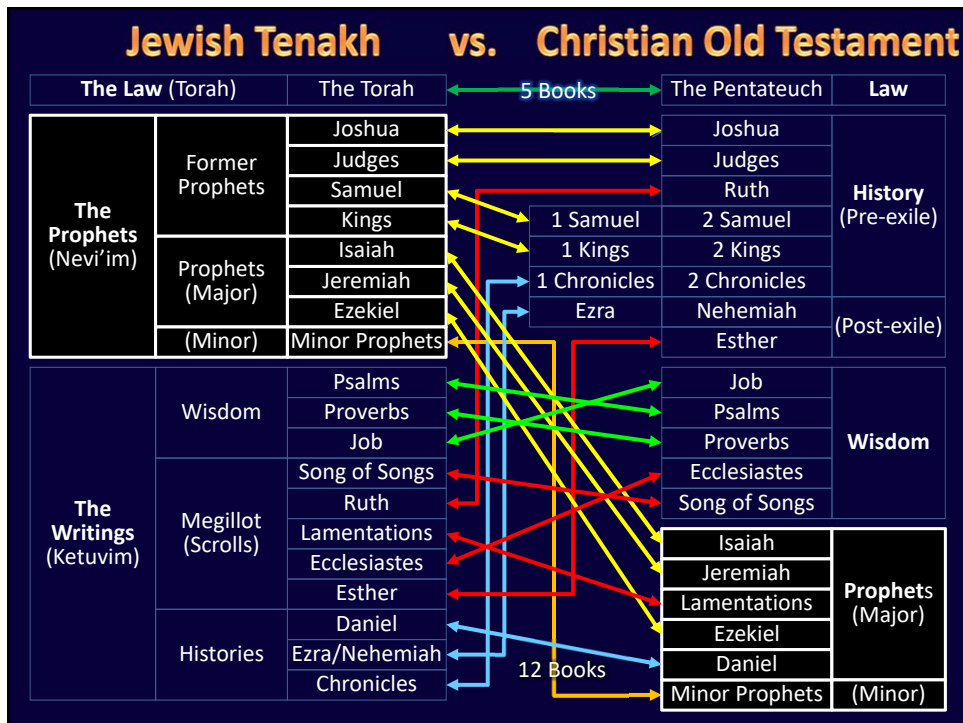 Jewish Tenakh vs. Christian Old Testament
The Law (Torah) The Torah 5 Books The Pentateuch Law
The
Prophets
(Nevi'im)
Former
Prophets
Joshua
Judges
Samuel
Kings
Prophets
(Major)
Isaiah
Jeremiah
Ezekiel
(Minor) Minor Prophets
The
Writings
(Ketuvim)
Wisdom
Psalms
Proverbs
Job
Megillot
(Scrolls)
Song of Songs
Ruth
Lamentations
Ecclesiastes
Esther
Histories
Daniel
Ezra/Nehemiah
Chronicles
12 Books
Joshua
Judges
Ruth
1 Samuel 2 Samuel
1 Kings 2 Kings
1 Chronicles 2 Chronicles
History
(Pre-exile)
Ezra Nehemiah
Esther
(Post-exile)
Job
Psalms
Proverbs
Ecclesiastes
Song of Songs
Wisdom
Isaiah
Jeremiah
Lamentations
Ezekiel
Daniel
Prophets
(Major)
Minor Prophets (Minor)